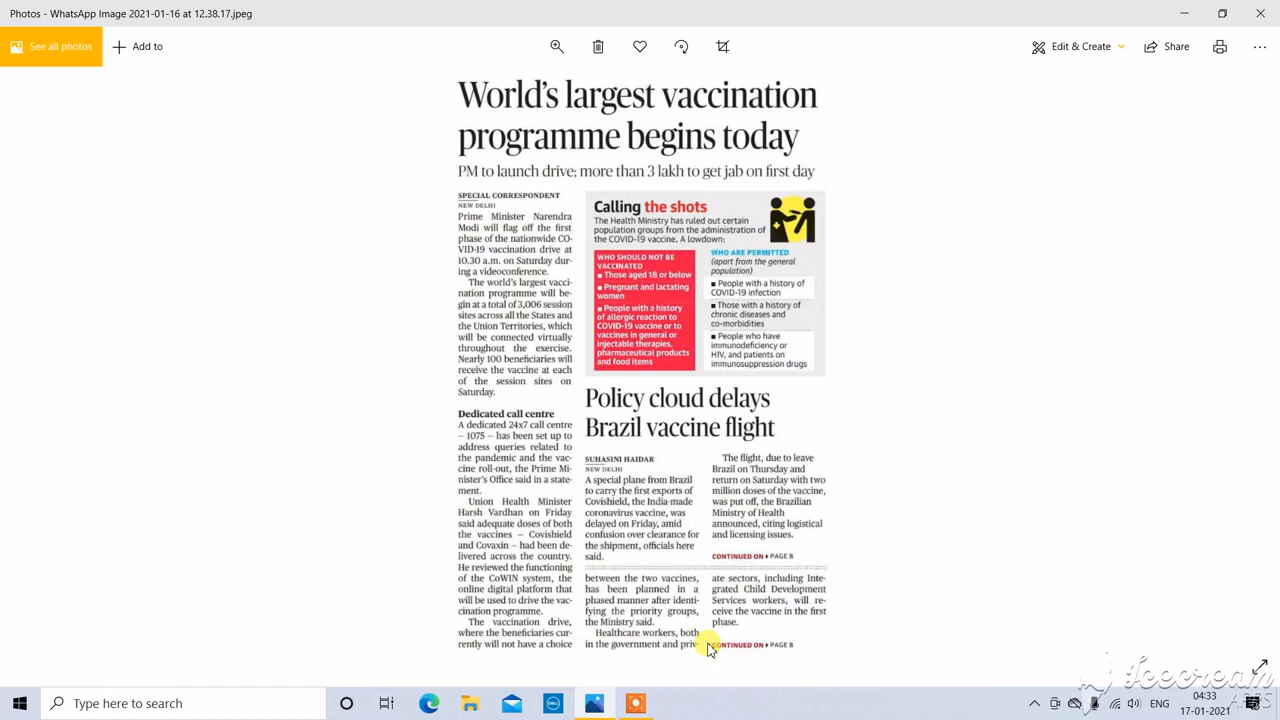 Photos - WhatsApp Image 2021-01-16 at 12.38.17.jpeg
See all photos
Add to
Edit & Create
Share
World's largest vaccination
programme begins today
PM to launch drive; more than 3 lakh to get jab on first day
SPECIAL CORRESPONDENT
NEW DELHI
Prime Minister Narendra
Modi will flag off the first
phase of the nationwide CO-
VID-19 vaccination drive at
10.30 a.m. on Saturday dur-
ing a videoconference.
The world's largest vacci-
nation programme will be-
gin at a total of 3,006 session
sites across all the States and
the Union Territories, which
will be connected virtually
throughout the exercise.
Nearly 100 beneficiaries will
receive the vaccine at each
of the session sites on
Saturday.
Dedicated call centre
A dedicated 24x7 call centre
– 1075 – has been set up to
address queries related to
the pandemic and the vac-
cine roll-out, the Prime Mi-
nister's Office said in a state-
ment.
Union Health Minister
Harsh Vardhan on Friday
said adequate doses of both
the vaccines – Covishield
and Covaxin – had been de-
livered across the country.
He reviewed the functioning
of the CoWIN system, the
online digital platform that
will be used to drive the vac-
cination programme.
The vaccination drive,
where the beneficiaries cur-
rently will not have a choice
Calling the shots
The Health Ministry has ruled out certain
population groups from the administration of
the COVID-19 vaccine. A lowdown:
WHO SHOULD NOT BE
VACCINATED
■ Those aged 18 or below
■ Pregnant and lactating
women
■ People with a history
of allergic reaction to
COVID-19 vaccine or to
vaccines in general or
injectable therapies,
pharmaceutical products
and food items
WHO ARE PERMITTED
(apart from the general
population)
■ People with a history of
COVID-19 infection
■ Those with a history of
chronic diseases and
co-morbidities
■ People who have
immunodeficiency or
HIV, and patients on
immunosuppression drugs
Policy cloud delays
Brazil vaccine flight
SUHASINI HAIDAR
NEW DELHI
A special plane from Brazil
to carry the first exports of
Covishield, the India-made
coronavirus vaccine, was
delayed on Friday, amid
confusion over clearance for
the shipment, officials here
said.
The flight, due to leave
Brazil on Thursday and
return on Saturday with two
million doses of the vaccine,
was put off, the Brazilian
Ministry of Health
announced, citing logistical
and licensing issues.
CONTINUED ON ▸ PAGE 8
between the two vaccines,
has been planned in a
phased manner after identi-
fying the priority groups,
the Ministry said.
Healthcare workers, both
in the government and priv-
ate sectors, including Inte-
grated Child Development
Services workers, will re-
ceive the vaccine in the first
phase.
CONTINUED ON ▸ PAGE 8
Icecream
Type here to search
DELL
ENG
04:33
17-01-2021